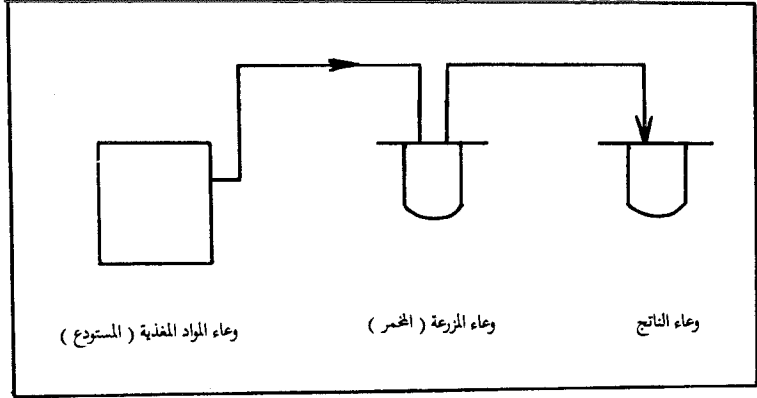 وعاء الناتج
وعاء المزرعة ( المخمر )
وعاء المواد المغذية ( المستودع )